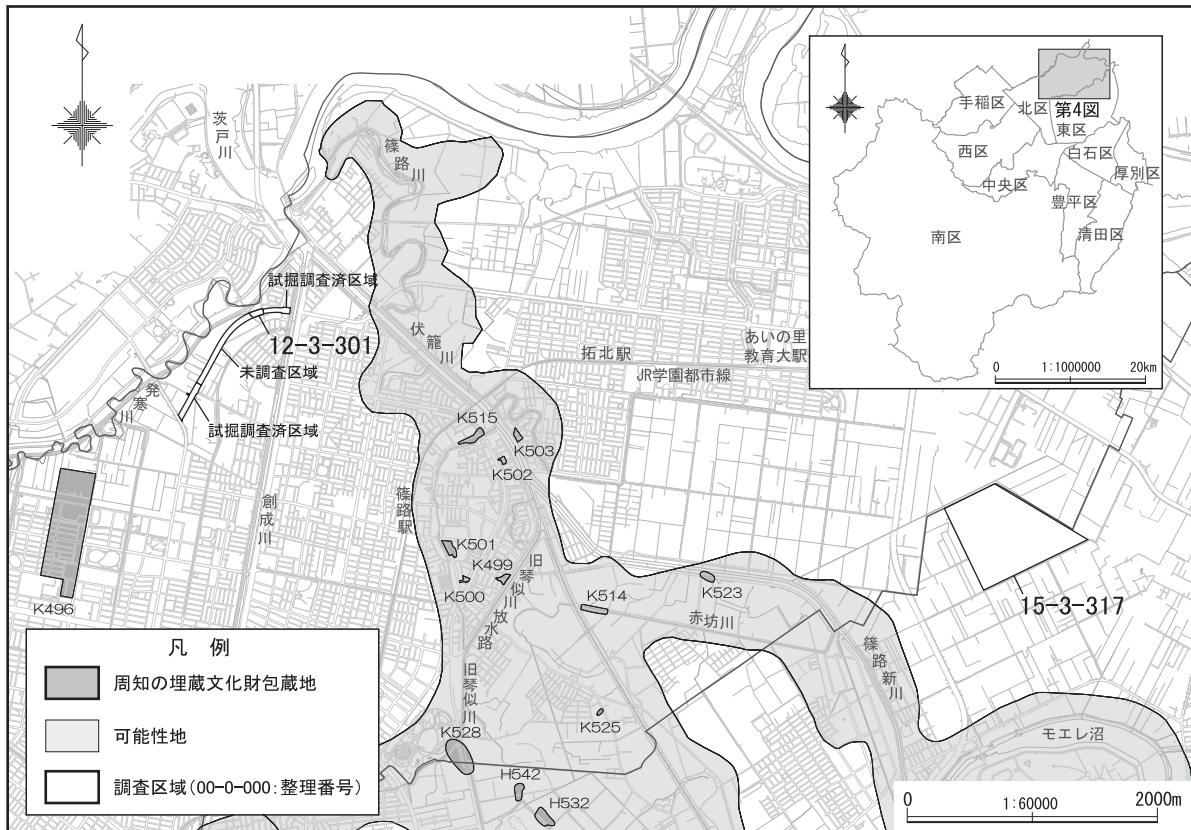 茨戸川
篠路川
試掘調査済区域
12-3-301
未調査区域
試掘調査済区域
発寒川
伏籠川
拓北駅
あいの里
教育大駅
JR学園都市線
K515
K503
K502
創成川
篠路駅
K496
K501
K499
K500
旧琴似川放水路
旧琴似川
K514
K523
赤坊川
篠路新川
15-3-317
K525
K528
H542
H532
モエレ沼
手稲区
北区
第4図
東区
西区
白石区
厚別区
中央区
豊平区
清田区
南区
0 1:1000000 20km
凡 例
周知の埋蔵文化財包蔵地
可能性地
調査区域(00-0-000:整理番号)
0 1:60000 2000m